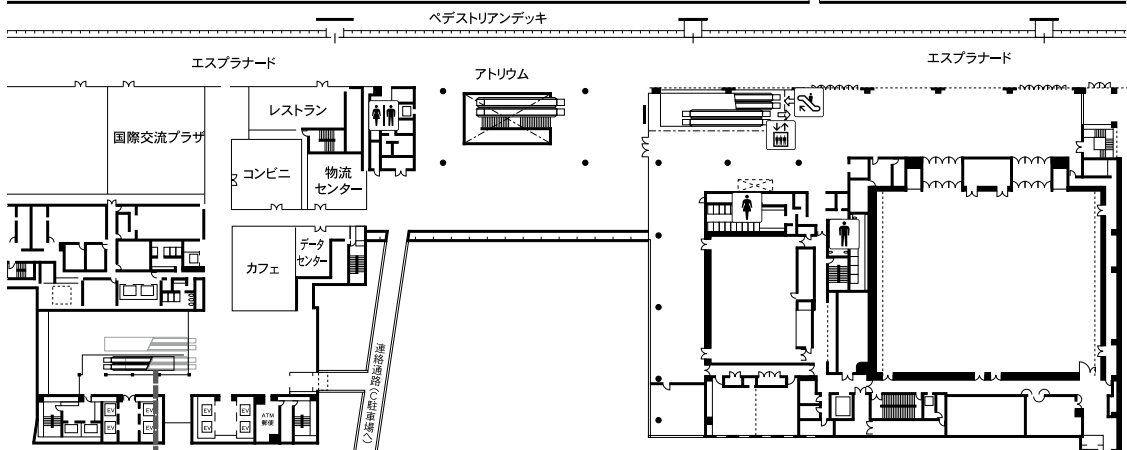 ペデストリアンデッキ
エスプラナード
エスプラナード
アトリウム
レストラン
国際交流プラザ
コンビニ
物流
センター
データ
センター
カフェ
連絡通路(C駐車場へ)
EV
EV
EV
EV
EV
EV
EV
EV
ATM
郵便